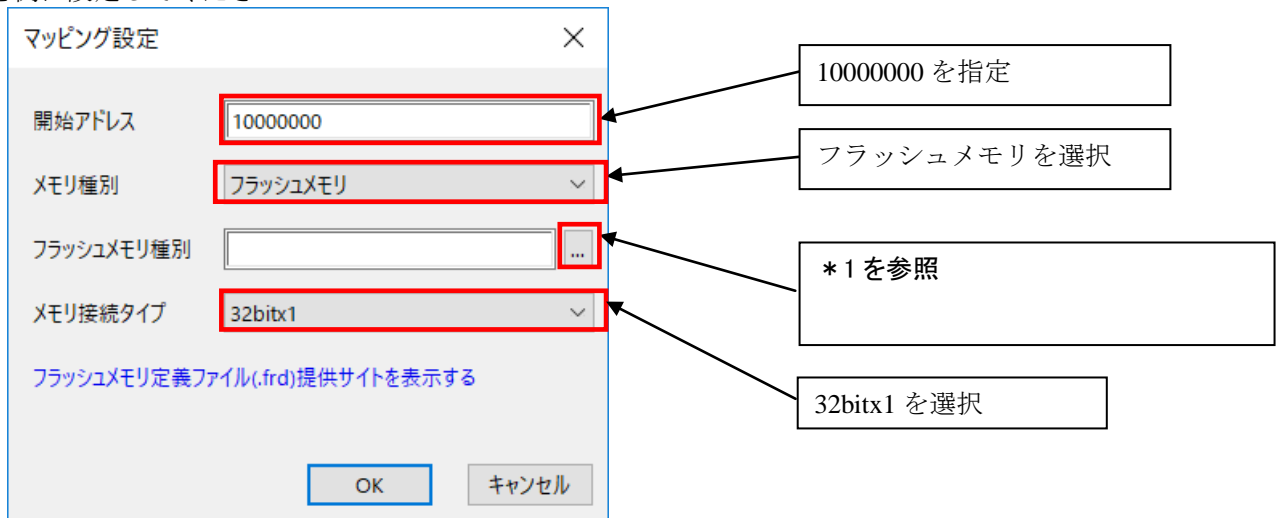 マッピング設定
10000000 を指定
開始アドレス
10000000
フラッシュメモリを選択
メモリ種別
フラッシュメモリ
フラッシュメモリ種別
...
*1を参照
メモリ接続タイプ
32bitx1
フラッシュメモリ定義ファイル(.frd)提供サイトを表示する
32bitx1 を選択
OK
キャンセル